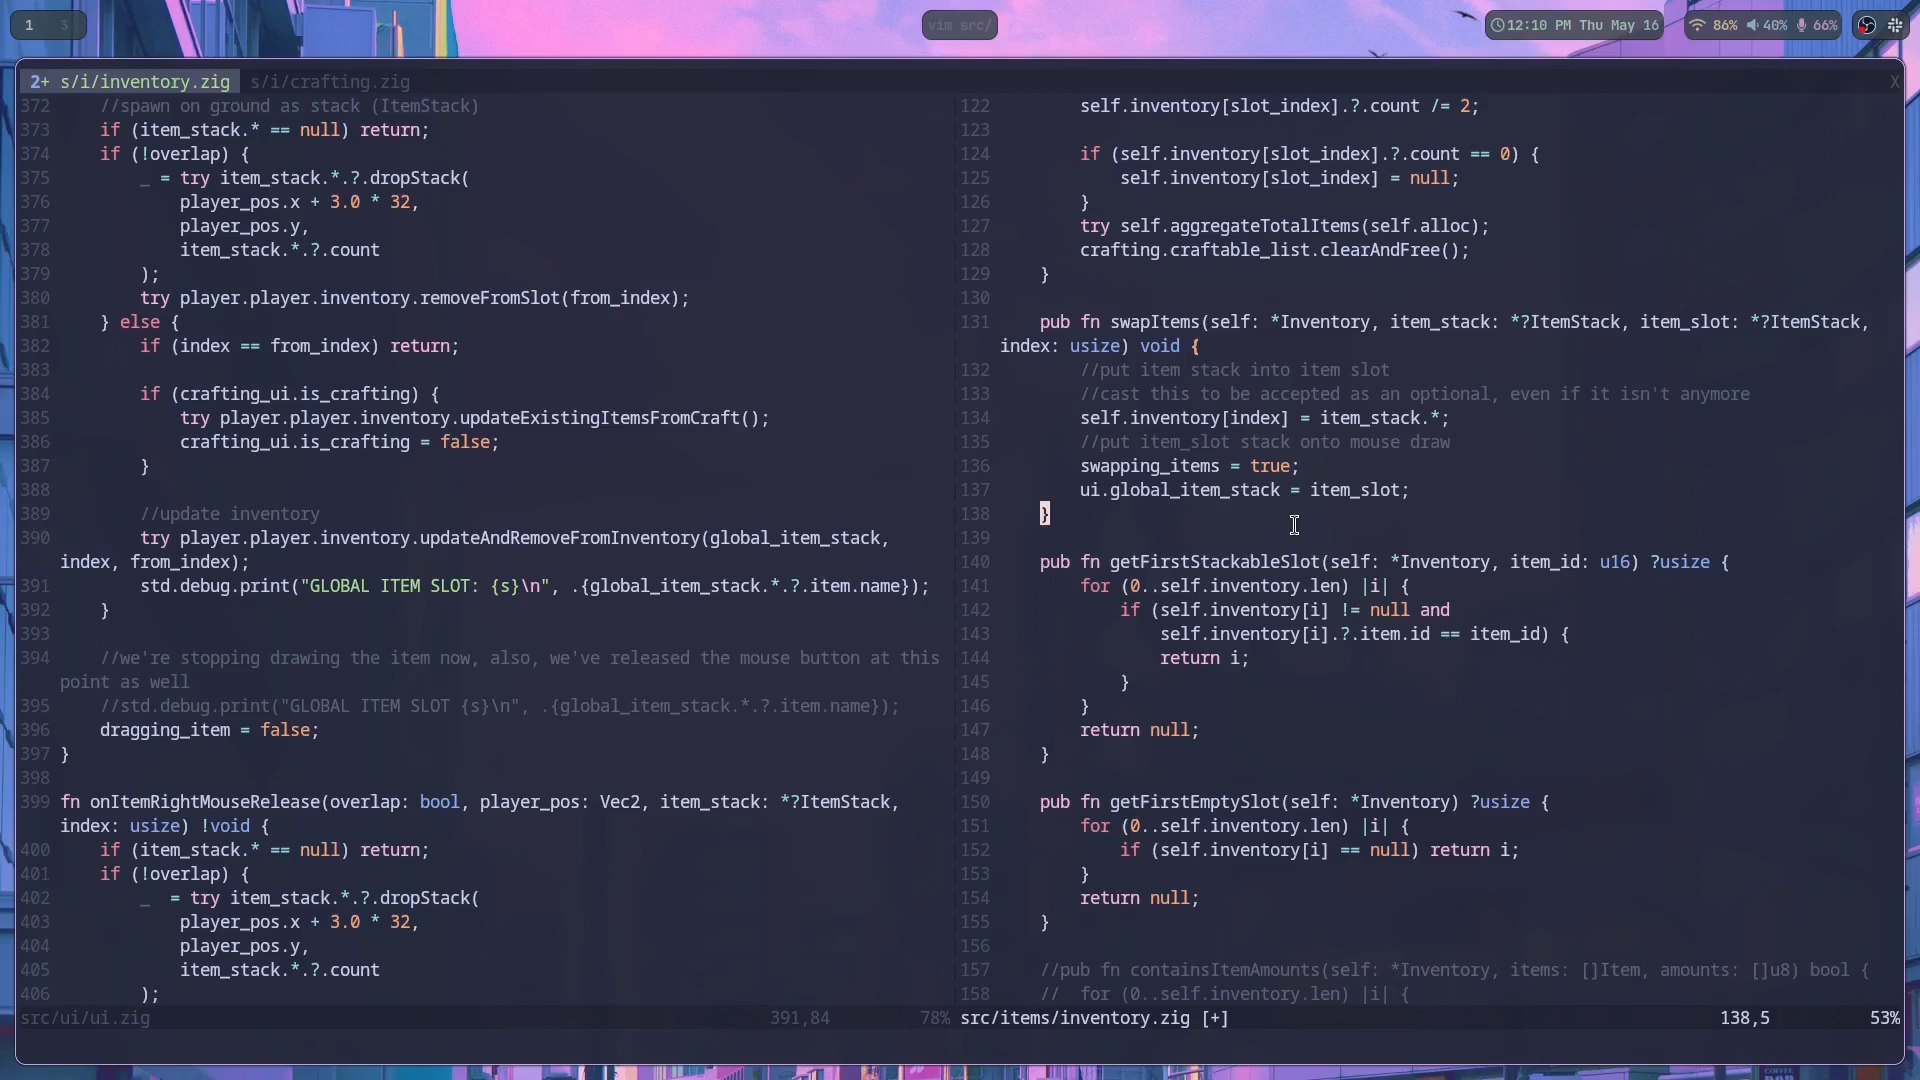 1 3
vim src/
12:10 PM Thu May 16
86% 40% 66%
2+ s/i/inventory.zig s/i/crafting.zig X
372 //spawn on ground as stack (ItemStack)
373 if (item_stack.* == null) return;
374 if (!overlap) {
375 _ = try item_stack.*.?.dropStack(
376 player_pos.x + 3.0 * 32,
377 player_pos.y,
378 item_stack.*.?.count
379 );
380 try player.player.inventory.removeFromSlot(from_index);
381 } else {
382 if (index == from_index) return;
383
384 if (crafting_ui.is_crafting) {
385 try player.player.inventory.updateExistingItemsFromCraft();
386 crafting_ui.is_crafting = false;
387 }
388
389 //update inventory
390 try player.player.inventory.updateAndRemoveFromInventory(global_item_stack,
index, from_index);
391 std.debug.print("GLOBAL ITEM SLOT: {s}\n", .{global_item_stack.*.?.item.name});
392 }
393
394 //we're stopping drawing the item now, also, we've released the mouse button at this
point as well
395 //std.debug.print("GLOBAL ITEM SLOT {s}\n", .{global_item_stack.*.?.item.name});
396 dragging_item = false;
397 }
398
399 fn onItemRightMouseRelease(overlap: bool, player_pos: Vec2, item_stack: *?ItemStack,
index: usize) !void {
400 if (item_stack.* == null) return;
401 if (!overlap) {
402 _ = try item_stack.*.?.dropStack(
403 player_pos.x + 3.0 * 32,
404 player_pos.y,
405 item_stack.*.?.count
406 );
src/ui/ui.zig 391,84 78%
122 self.inventory[slot_index].?.count /= 2;
123
124 if (self.inventory[slot_index].?.count == 0) {
125 self.inventory[slot_index] = null;
126 }
127 try self.aggregateTotalItems(self.alloc);
128 crafting.craftable_list.clearAndFree();
129 }
130
131 pub fn swapItems(self: *Inventory, item_stack: *?ItemStack, item_slot: *?ItemStack,
index: usize) void {
132 //put item stack into item slot
133 //cast this to be accepted as an optional, even if it isn't anymore
134 self.inventory[index] = item_stack.*;
135 //put item_slot stack onto mouse draw
136 swapping_items = true;
137 ui.global_item_stack = item_slot;
138 }
139
140 pub fn getFirstStackableSlot(self: *Inventory, item_id: u16) ?usize {
141 for (0..self.inventory.len) |i| {
142 if (self.inventory[i] != null and
143 self.inventory[i].?.item.id == item_id) {
144 return i;
145 }
146 }
147 return null;
148 }
149
150 pub fn getFirstEmptySlot(self: *Inventory) ?usize {
151 for (0..self.inventory.len) |i| {
152 if (self.inventory[i] == null) return i;
153 }
154 return null;
155 }
156
157 //pub fn containsItemAmounts(self: *Inventory, items: []Item, amounts: []u8) bool {
158 // for (0..self.inventory.len) |i| {
src/items/inventory.zig [+] 138,5 53%